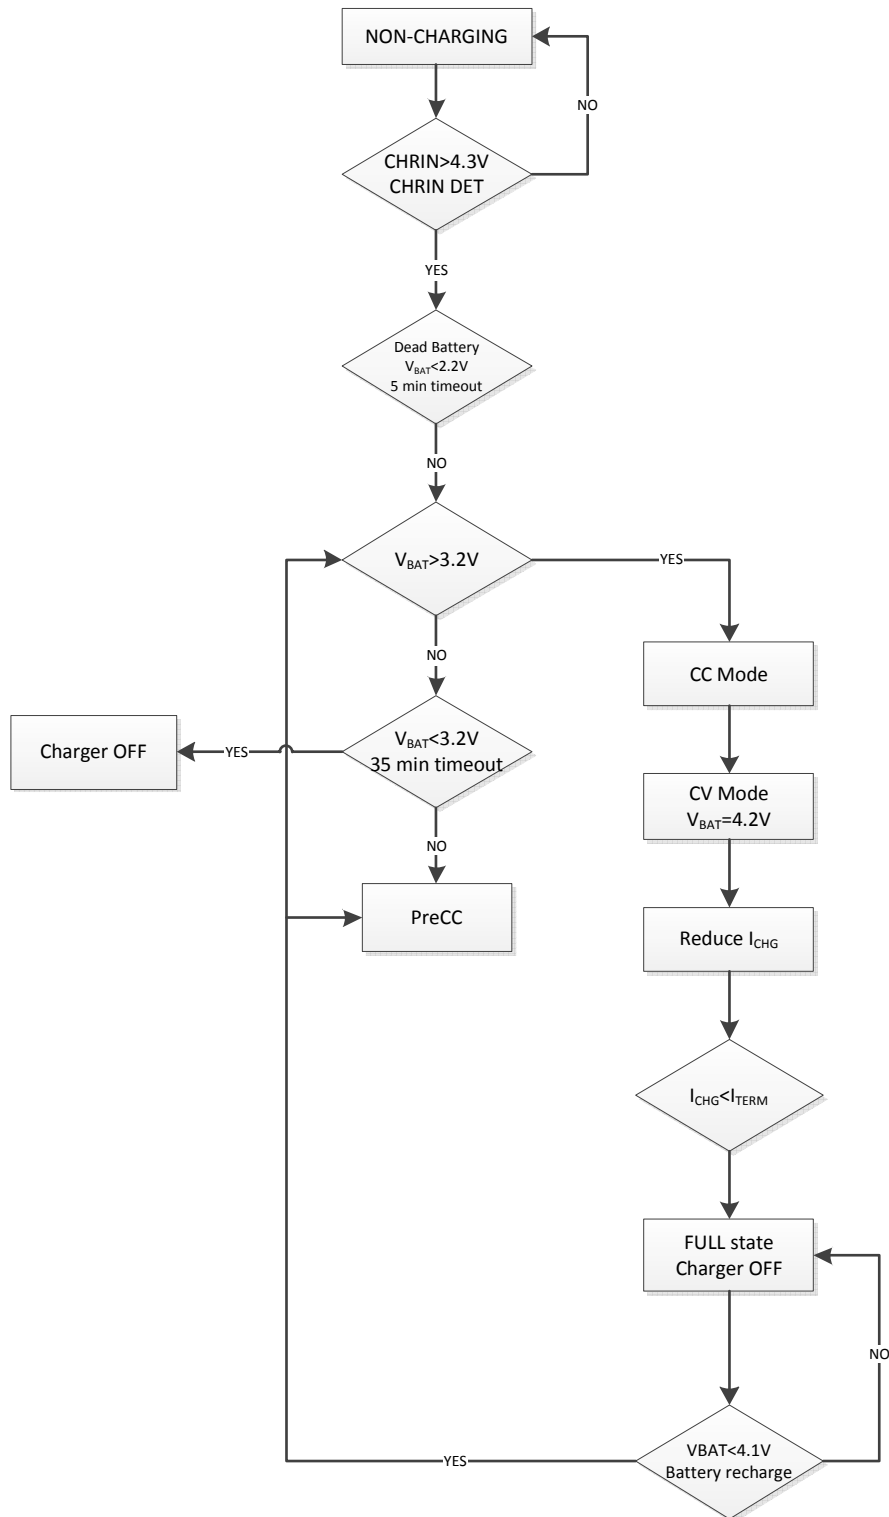 NON-CHARGING
NO
CHRIN>4.3V
CHRIN DET
YES
Dead Battery
VBAT<2.2V
5 min timeout
NO
VBAT>3.2V
YES
NO
CC Mode
Charger OFF
YES
VBAT<3.2V
35 min timeout
CV Mode
VBAT=4.2V
NO
PreCC
Reduce ICHG
ICHG<ITERM
FULL state
Charger OFF
NO
VBAT<4.1V
Battery recharge
YES